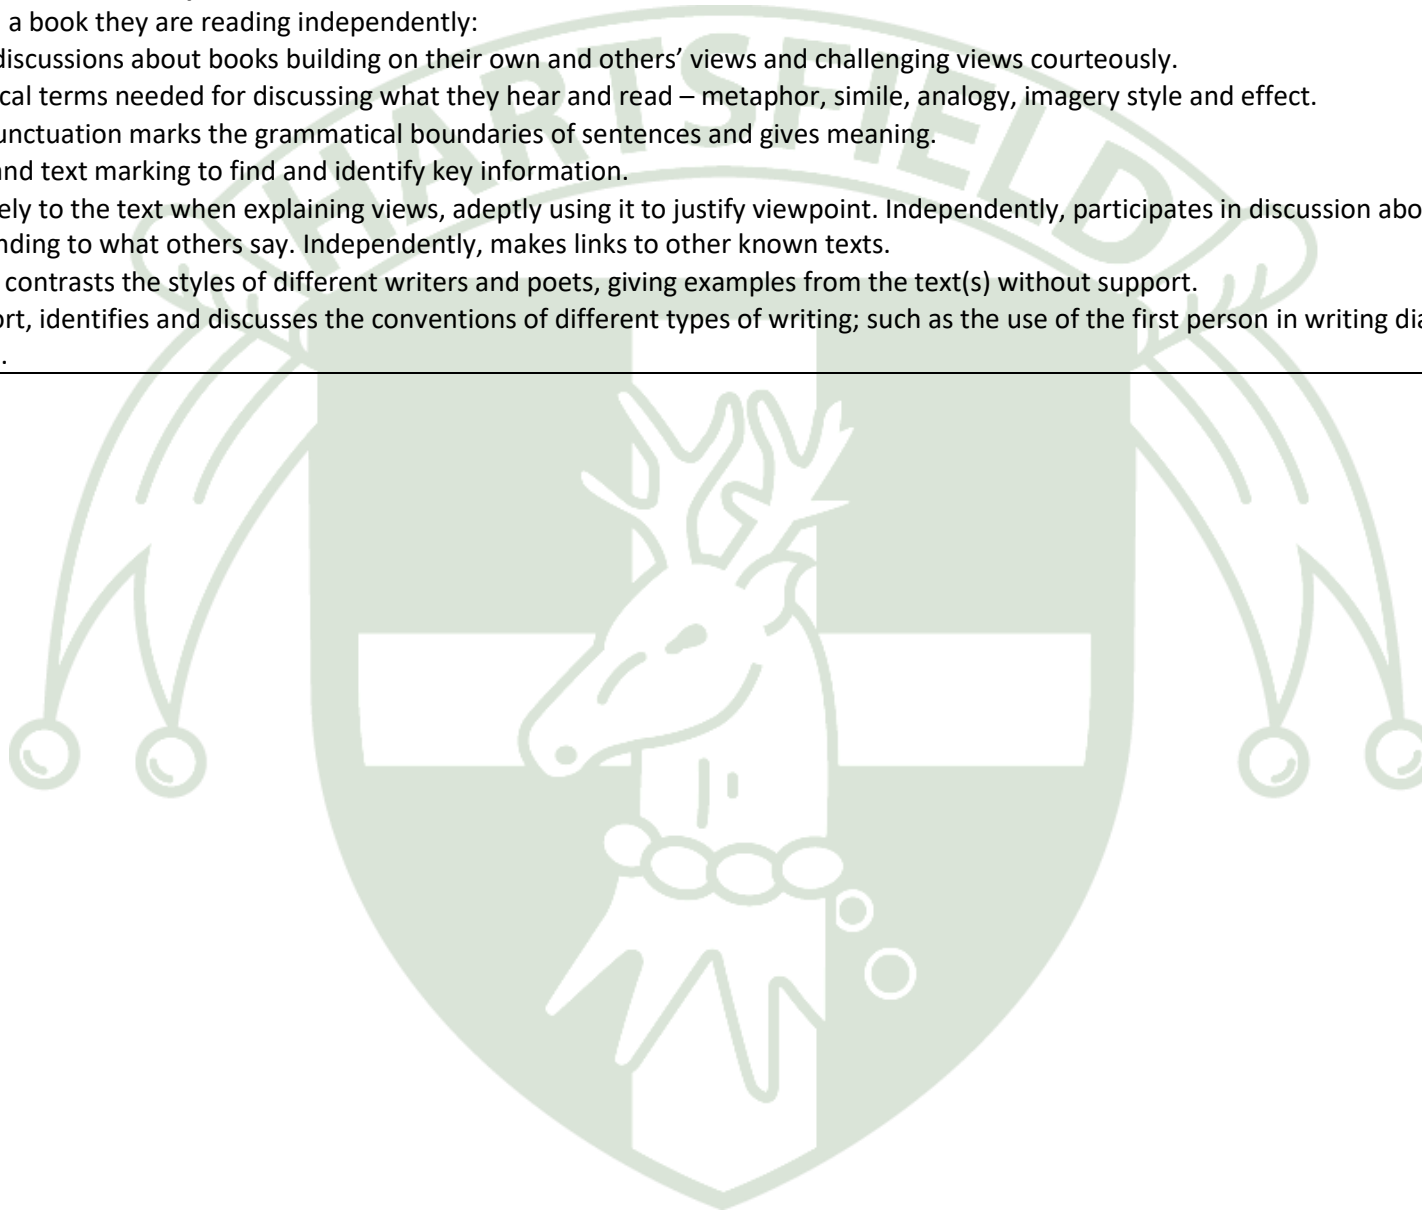 a book they are reading independently:
discussions about books building on their own and others’ views and challenging views courteously.
cal terms needed for discussing what they hear and read – metaphor, simile, analogy, imagery style and effect.
unctuation marks the grammatical boundaries of sentences and gives meaning.
and text marking to find and identify key information.
ely to the text when explaining views, adeptly using it to justify viewpoint. Independently, participates in discussion abo
nding to what others say. Independently, makes links to other known texts.
contrasts the styles of different writers and poets, giving examples from the text(s) without support.
ort, identifies and discusses the conventions of different types of writing; such as the use of the first person in writing dia
.
HARTSFIELD